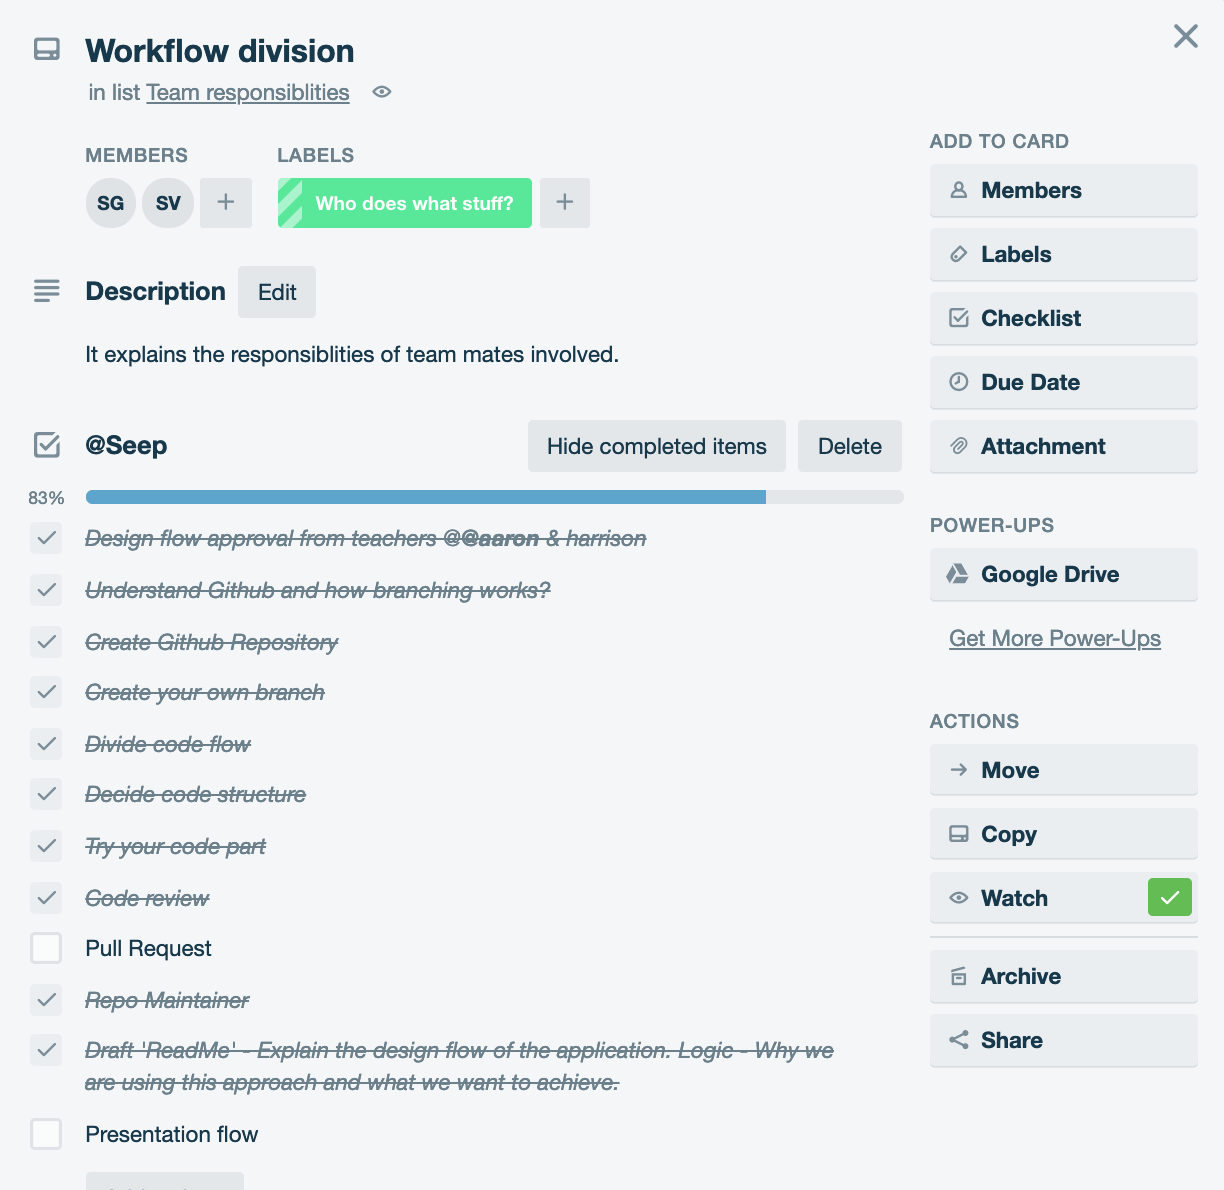 Workflow division
in list Team responsiblities
MEMBERS
LABELS
SG
SV
+
Who does what stuff?
+
Description
Edit
It explains the responsiblities of team mates involved.
@Seep
Hide completed items
Delete
83%
Design flow approval from teachers @@aaron & harrison
Understand Github and how branching works?
Create Github Repository
Create your own branch
Divide code flow
Decide code structure
Try your code part
Code review
Pull Request
Repo Maintainer
Draft 'ReadMe' - Explain the design flow of the application. Logic - Why we
are using this approach and what we want to achieve.
Presentation flow
ADD TO CARD
Members
Labels
Checklist
Due Date
Attachment
POWER-UPS
Google Drive
Get More Power-Ups
ACTIONS
Move
Copy
Watch
Archive
Share